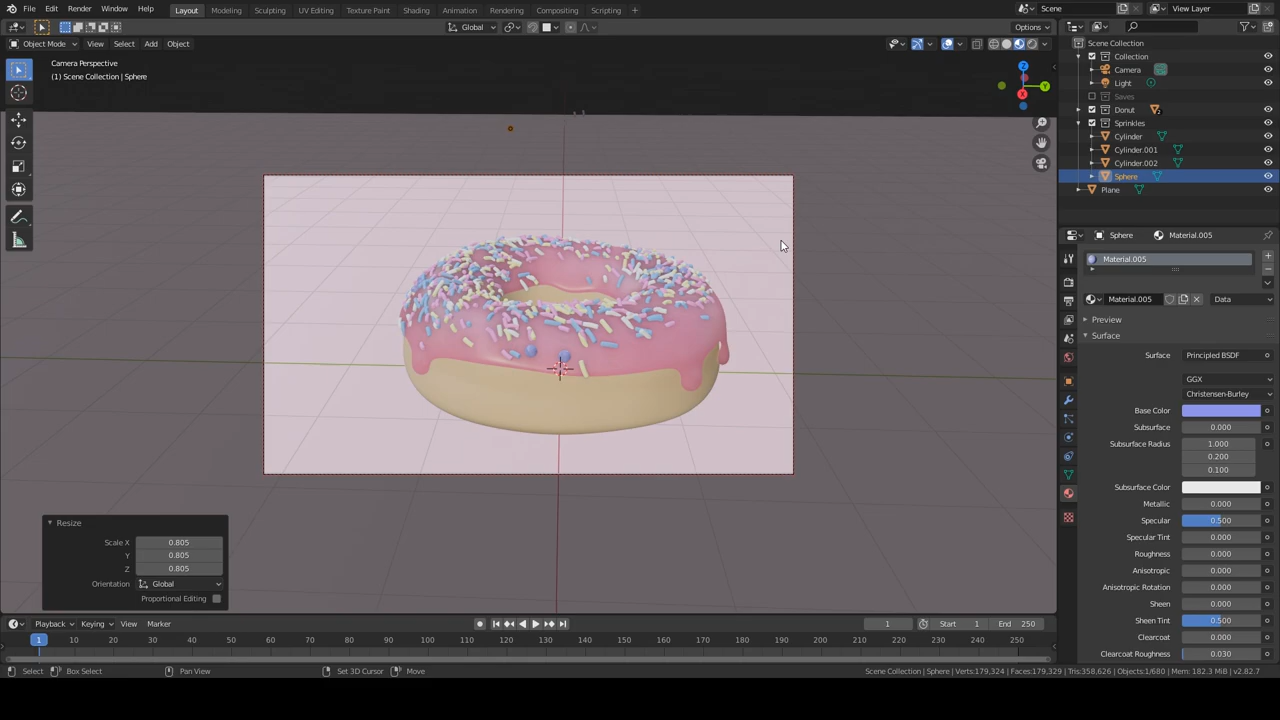 File Edit Render Window Help Layout Modeling Sculpting UV Editing Texture Paint Shading Animation Rendering Compositing Scripting + Scene View Layer
Global Options
Object Mode View Select Add Object
Camera Perspective
(1) Scene Collection | Sphere
Z
Y
X
Resize
Scale X 0.805
Y 0.805
Z 0.805
Orientation Global
Proportional Editing
Scene Collection
Collection
Camera
Light
Saves
Donut 2
Sprinkles
Cylinder
Cylinder.001
Cylinder.002
Sphere
Plane
Sphere Material.005
Material.005
Material.005 Data
Preview
Surface
Surface Principled BSDF
GGX
Christensen-Burley
Base Color
Subsurface 0.000
Subsurface Radius 1.000
0.200
0.100
Subsurface Color
Metallic 0.000
Specular 0.500
Specular Tint 0.000
Roughness 0.000
Anisotropic 0.000
Anisotropic Rotation 0.000
Sheen 0.000
Sheen Tint 0.500
Clearcoat 0.000
Clearcoat Roughness 0.030
Playback Keying View Marker 1 Start 1 End 250
1 10 20 30 40 50 60 70 80 90 100 110 120 130 140 150 160 170 180 190 200 210 220 230 240 250
Select Box Select Pan View Set 3D Cursor Move Scene Collection | Sphere | Verts:179,324 | Faces:179,329 | Tris:358,626 | Objects:1/680 | Mem: 182.3 MiB | v2.82.7